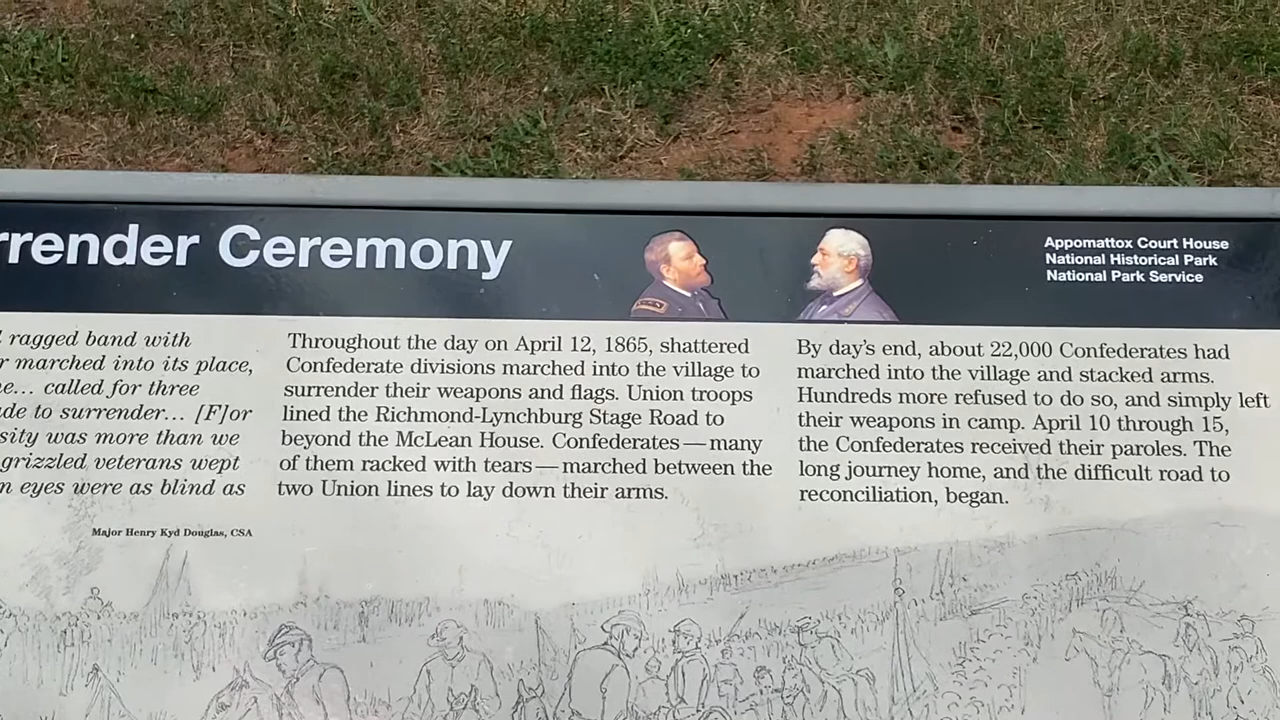 Ceremony
Appomattox Court House
National Historical Park
National Park Service
ragged band with
marched into its place,
called for three
to surrender... [F]or
was more than we
grizzled veterans wept
eyes were as blind as
Major Henry Kyd Douglas, CSA
Throughout the day on April 12, 1865, shattered
Confederate divisions marched into the village to
surrender their weapons and flags. Union troops
lined the Richmond-Lynchburg Stage Road to
beyond the McLean House. Confederates—many
of them racked with tears—marched between the
two Union lines to lay down their arms.
By day's end, about 22,000 Confederates had
marched into the village and stacked arms.
Hundreds more refused to do so, and simply left
their weapons in camp. April 10 through 15,
the Confederates received their paroles. The
long journey home, and the difficult road to
reconciliation, began.